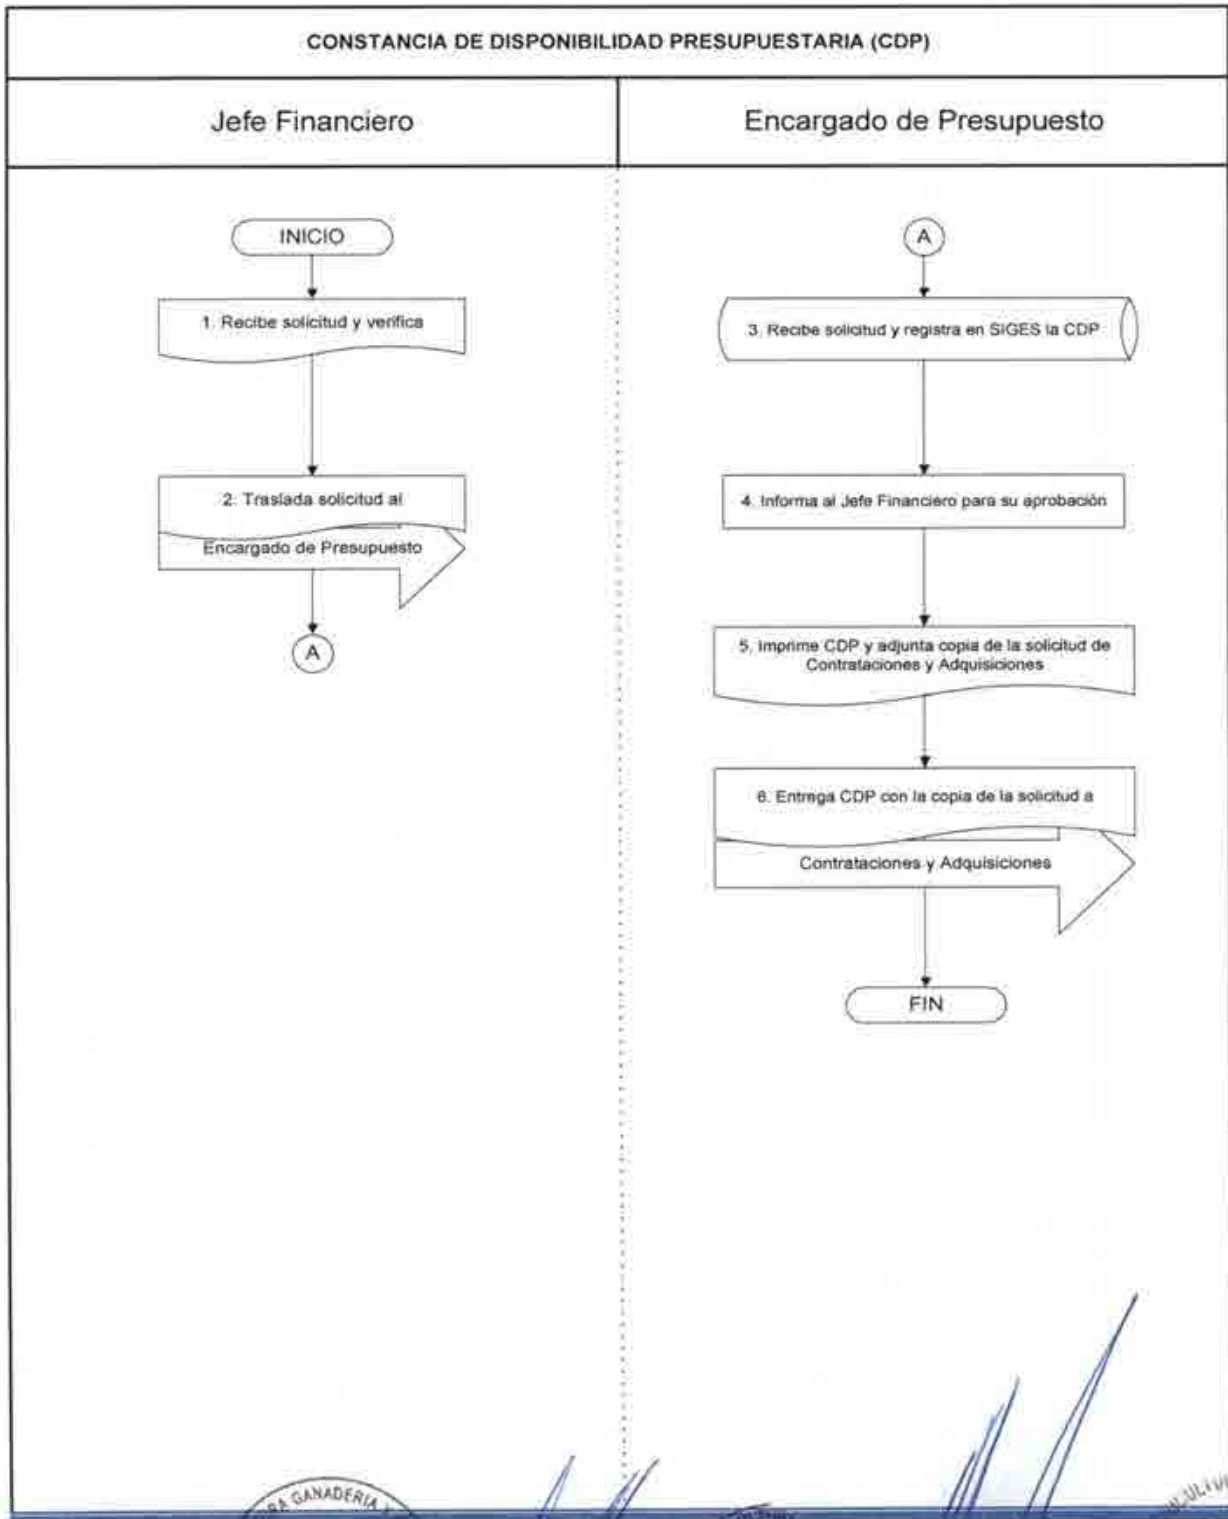 CONSTANCIA DE DISPONIBILIDAD PRESUPUESTARIA (CDP)
Jefe Financiero
Encargado de Presupuesto
INICIO
1. Recibe solicitud y verifica
2. Traslada solicitud al
Encargado de Presupuesto
A
A
3. Recibe solicitud y registra en SIGES la CDP
4. Informa al Jefe Financiero para su aprobación
5. Imprime CDP y adjunta copia de la solicitud de
Contrataciones y Adquisiciones
6. Entrega CDP con la copia de la solicitud a
Contrataciones y Adquisiciones
FIN
GANADERIA